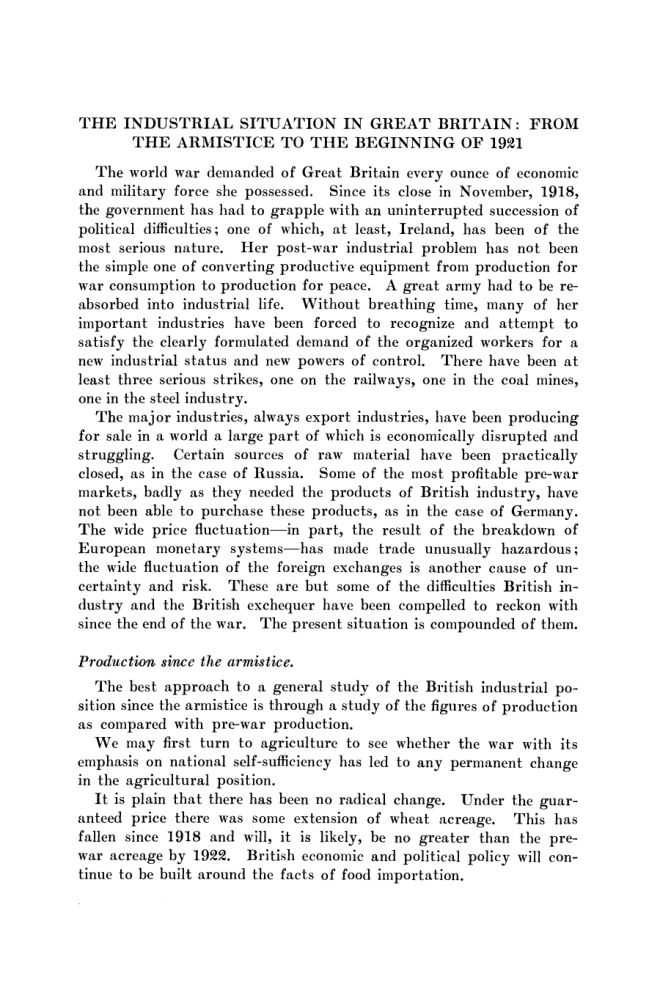 THE INDUSTRIAL SITUATION IN GREAT BRITAIN: FROM
THE ARMISTICE TO THE BEGINNING OF 1921
The world war demanded of Great Britain every ounce of economic
and military force she possessed. Since its close in November, 1918,
the government has had to grapple with an uninterrupted succession of
political difficulties; one of which, at least, Ireland, has been of the
most serious nature. Her post-war industrial problem has not been
the simple one of converting productive equipment from production for
war consumption to production for peace. A great army had to be re-
absorbed into industrial life. Without breathing time, many of her
important industries have been forced to recognize and attempt to
satisfy the clearly formulated demand of the organized workers for a
new industrial status and new powers of control. There have been at
least three serious strikes, one on the railways, one in the coal mines,
one in the steel industry.
The major industries, always export industries, have been producing
for sale in a world a large part of which is economically disrupted and
struggling. Certain sources of raw material have been practically
closed, as in the case of Russia. Some of the most profitable pre-war
markets, badly as they needed the products of British industry, have
not been able to purchase these products, as in the case of Germany.
The wide price fluctuation—in part, the result of the breakdown of
European monetary systems—has made trade unusually hazardous;
the wide fluctuation of the foreign exchanges is another cause of un-
certainty and risk. These are but some of the difficulties British in-
dustry and the British exchequer have been compelled to reckon with
since the end of the war. The present situation is compounded of them.
Production since the armistice.
The best approach to a general study of the British industrial po-
sition since the armistice is through a study of the figures of production
as compared with pre-war production.
We may first turn to agriculture to see whether the war with its
emphasis on national self-sufficiency has led to any permanent change
in the agricultural position.
It is plain that there has been no radical change. Under the guar-
anteed price there was some extension of wheat acreage. This has
fallen since 1918 and will, it is likely, be no greater than the pre-
war acreage by 1922. British economic and political policy will con-
tinue to be built around the facts of food importation.